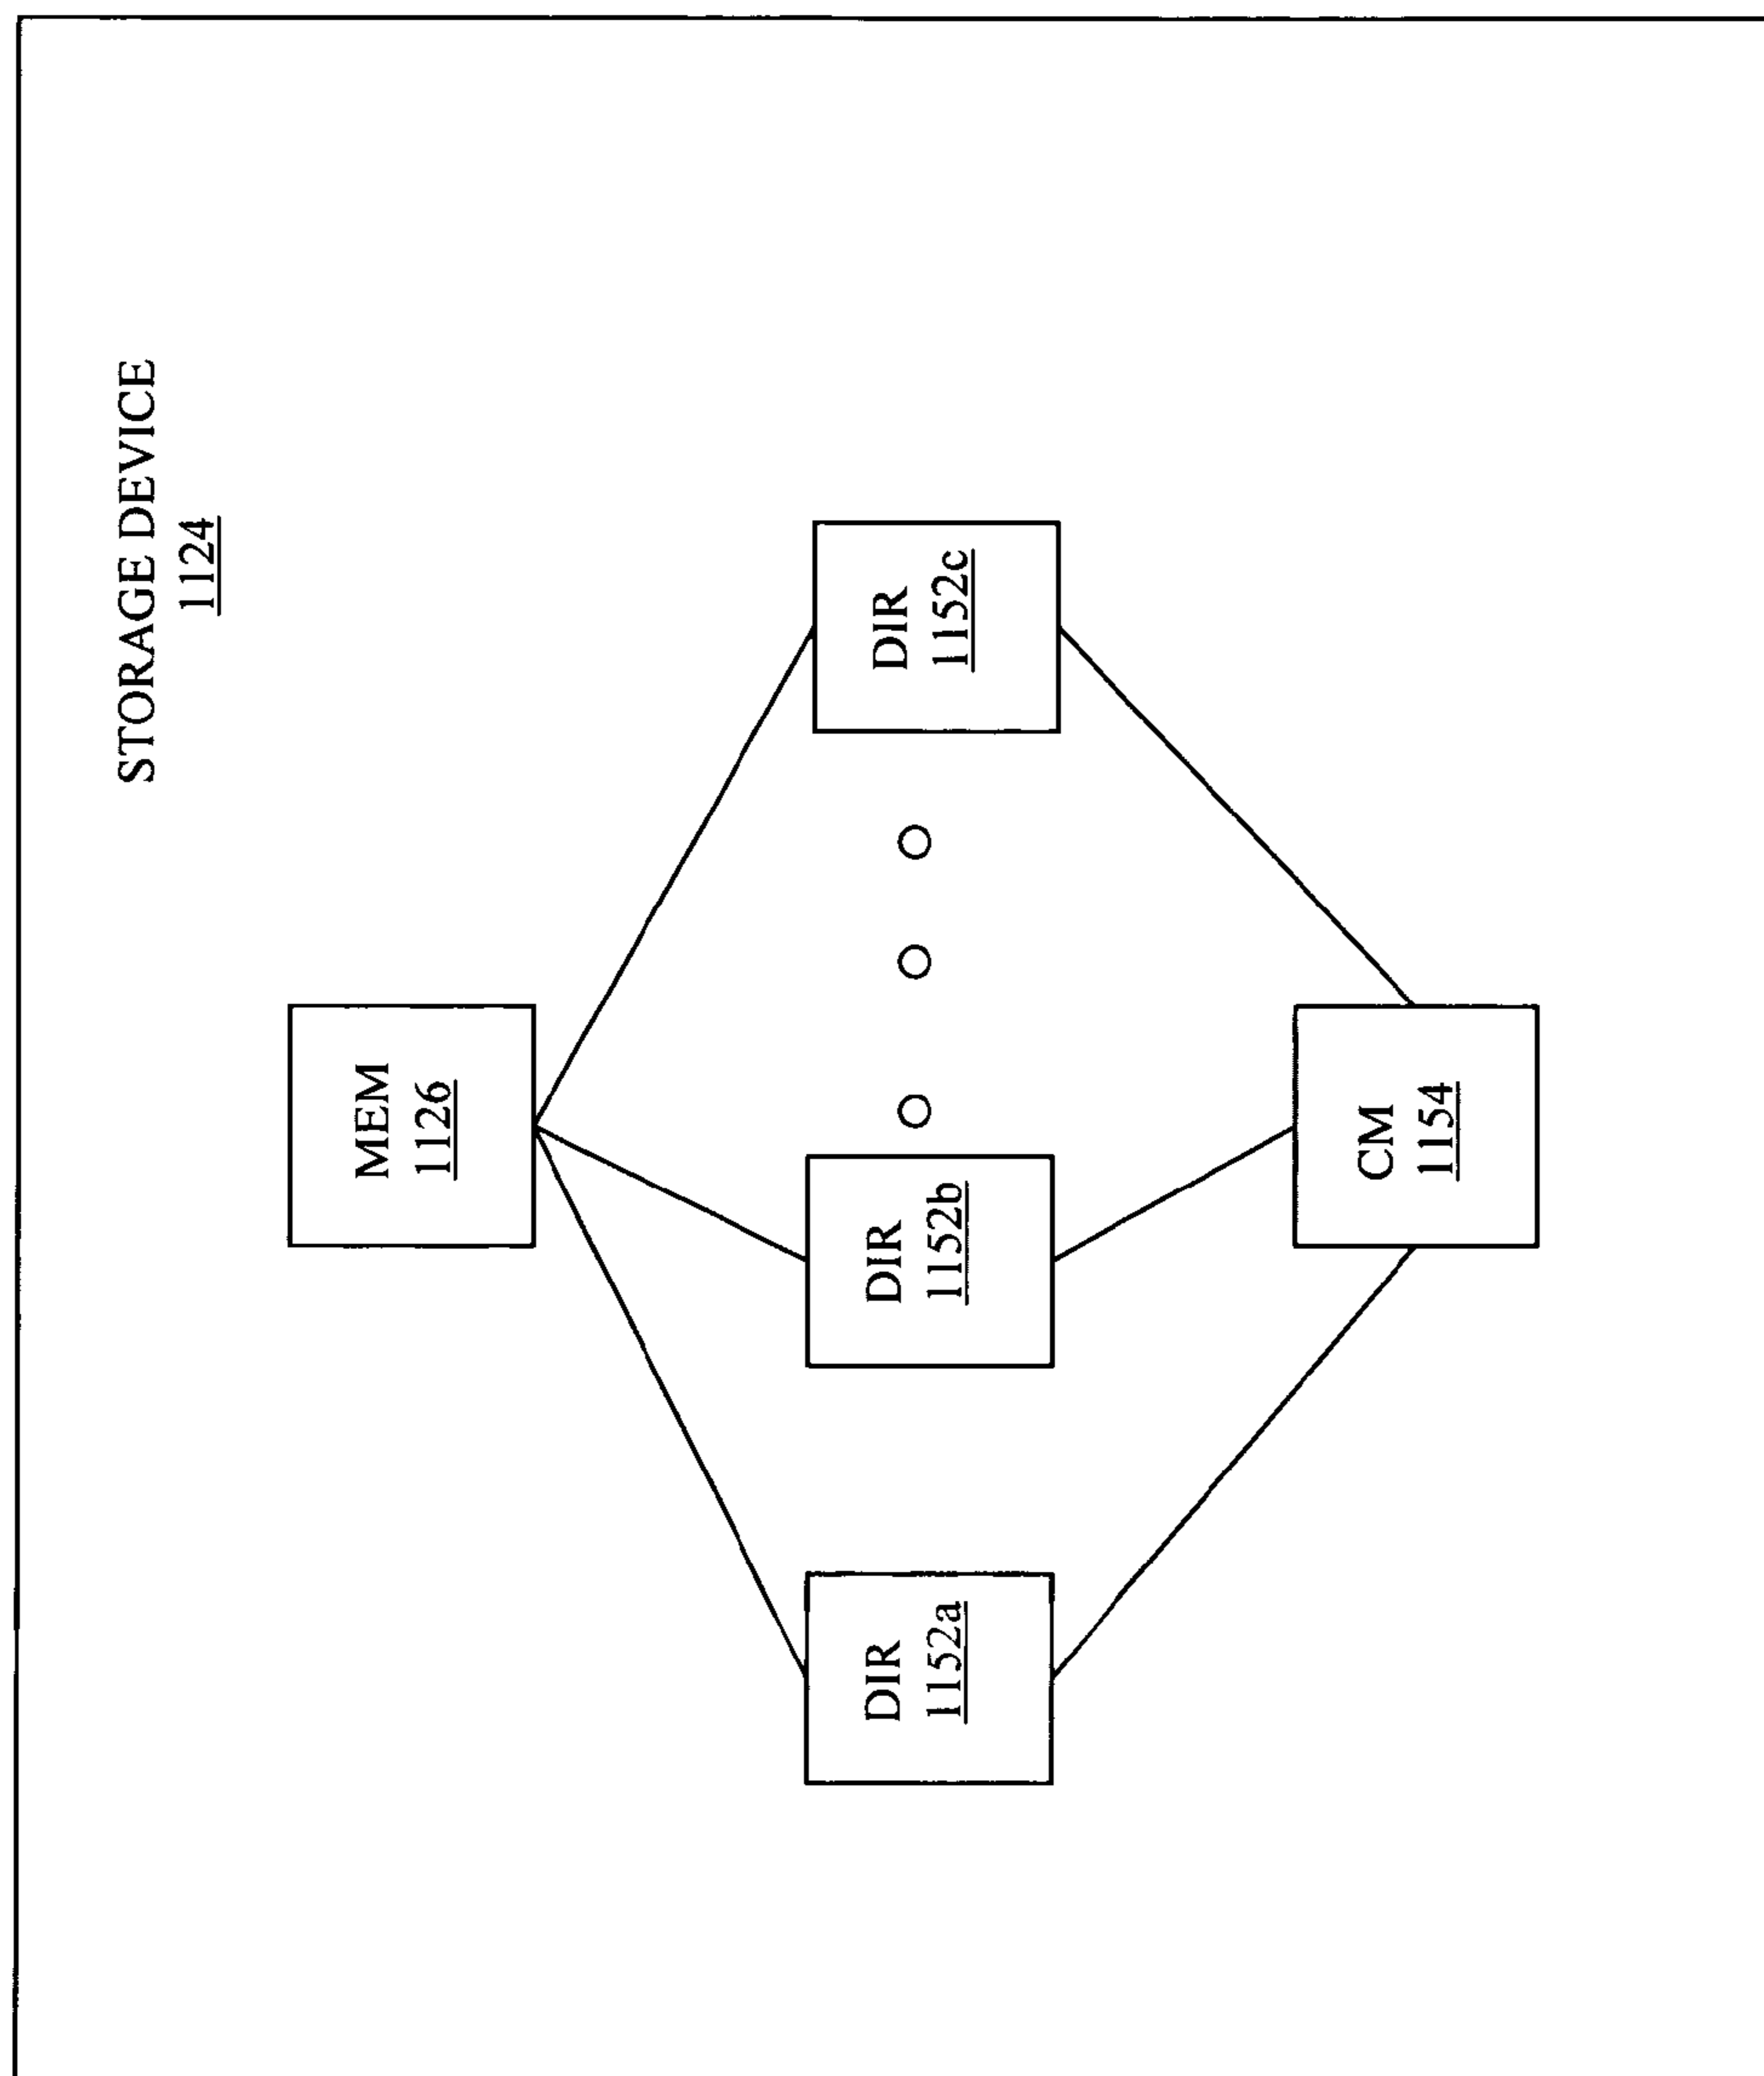 STORAGE DEVICE
1124
MEM
1126
DIR
1152a
DIR
1152b
DIR
1152c
CM
1154